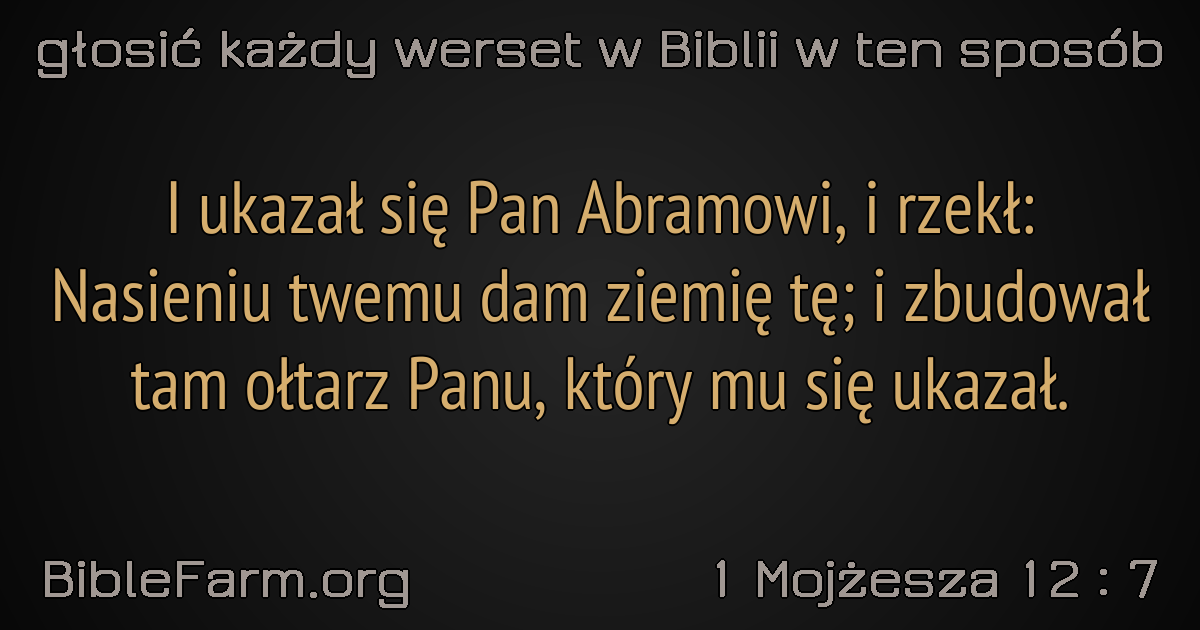 głosić każdy werset w Biblii w ten sposób
I ukazał się Pan Abramowi, i rzekł:
Nasieniu twemu dam ziemię tę; i zbudował
tam ołtarz Panu, który mu się ukazał.
BibleFarm.org
1 Mojżesza 12 : 7